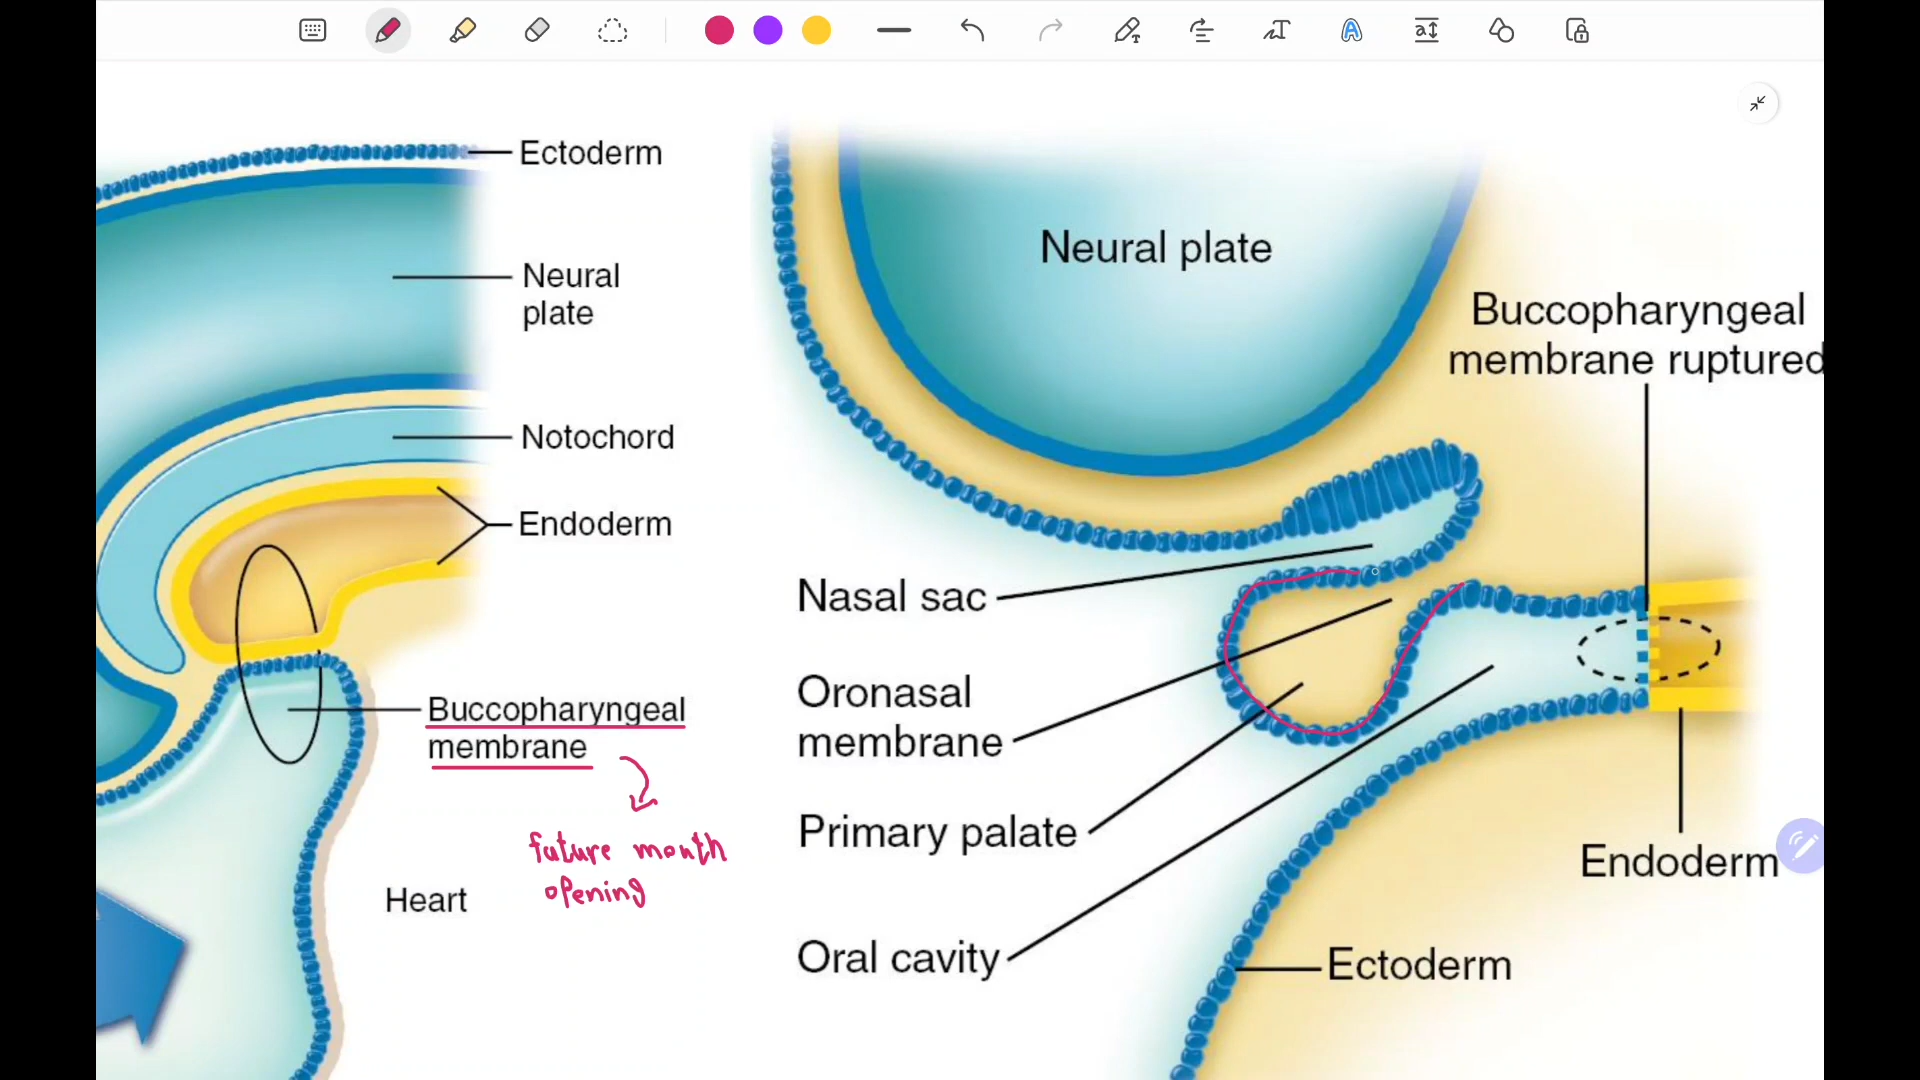 Ectoderm
Neural
plate
Notochord
Endoderm
Buccopharyngeal
membrane
future mouth
opening
Heart
Neural plate
Buccopharyngeal
membrane ruptured
Nasal sac
Oronasal
membrane
Primary palate
Oral cavity
Endoderm
Ectoderm